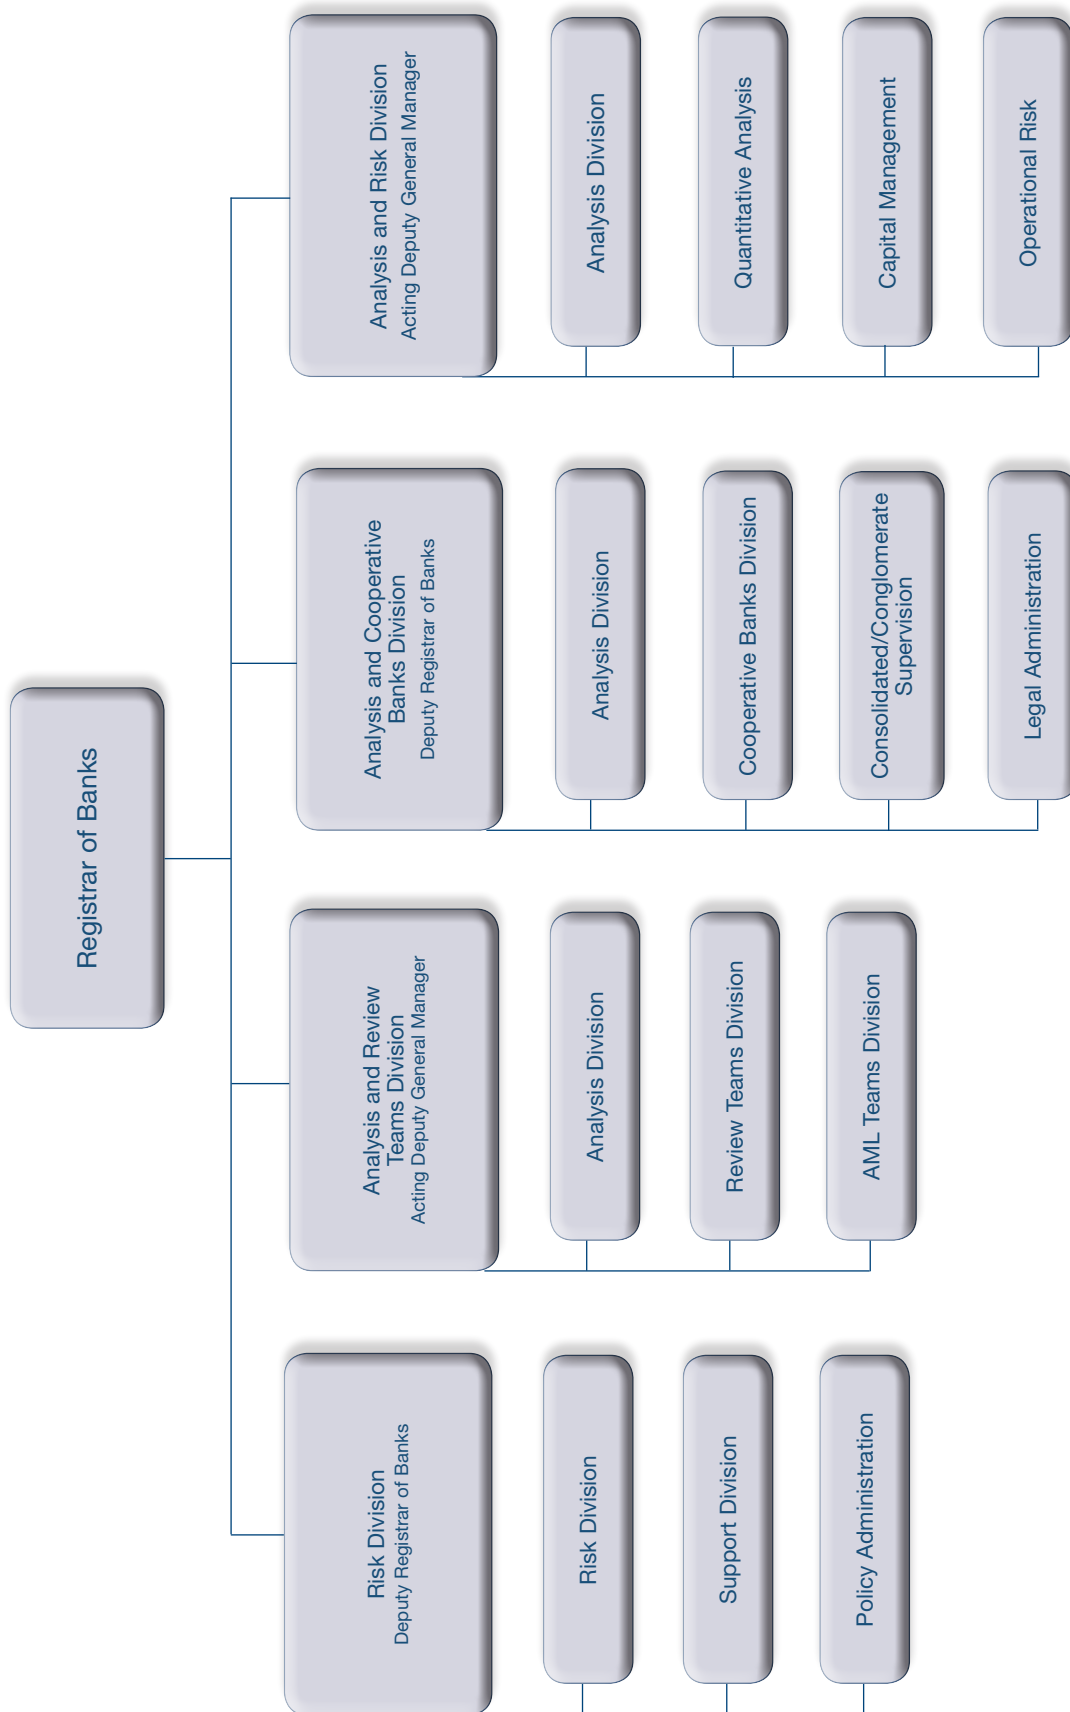 Registrar of Banks
Risk Division
Deputy Registrar of Banks
Risk Division
Support Division
Policy Administration
Analysis and Review
Teams Division
Acting Deputy General Manager
Analysis Division
Review Teams Division
AML Teams Division
Analysis and Cooperative
Banks Division
Deputy Registrar of Banks
Analysis Division
Cooperative Banks Division
Consolidated/Conglomerate
Supervision
Legal Administration
Analysis and Risk Division
Acting Deputy General Manager
Analysis Division
Quantitative Analysis
Capital Management
Operational Risk